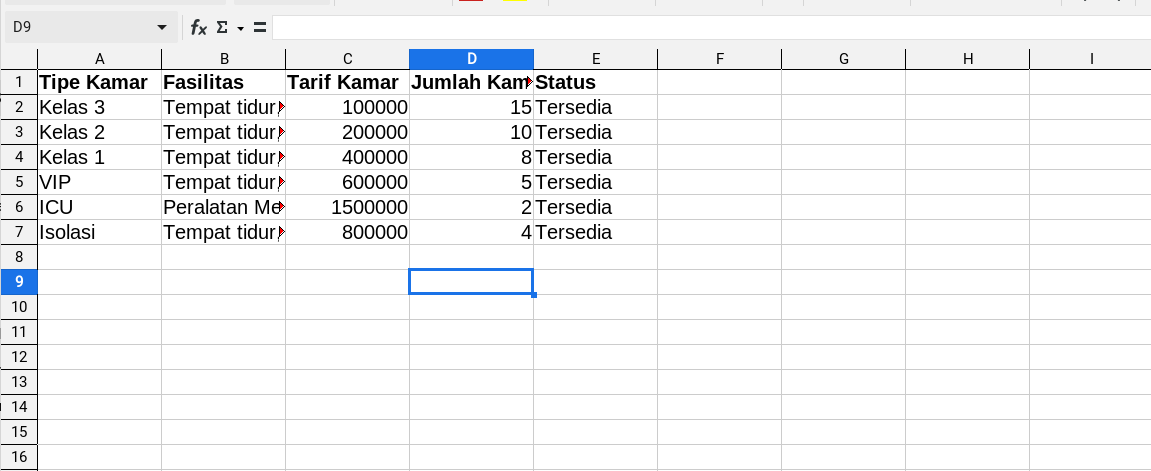 D9 fx Σ =
A B C D E F G H I
1 Tipe Kamar Fasilitas Tarif Kamar Jumlah Kam Status
2 Kelas 3 Tempat tidur, 100000 15 Tersedia
3 Kelas 2 Tempat tidur, 200000 10 Tersedia
4 Kelas 1 Tempat tidur, 400000 8 Tersedia
5 VIP Tempat tidur, 600000 5 Tersedia
6 ICU Peralatan Me 1500000 2 Tersedia
7 Isolasi Tempat tidur, 800000 4 Tersedia
8
9
10
11
12
13
14
15
16